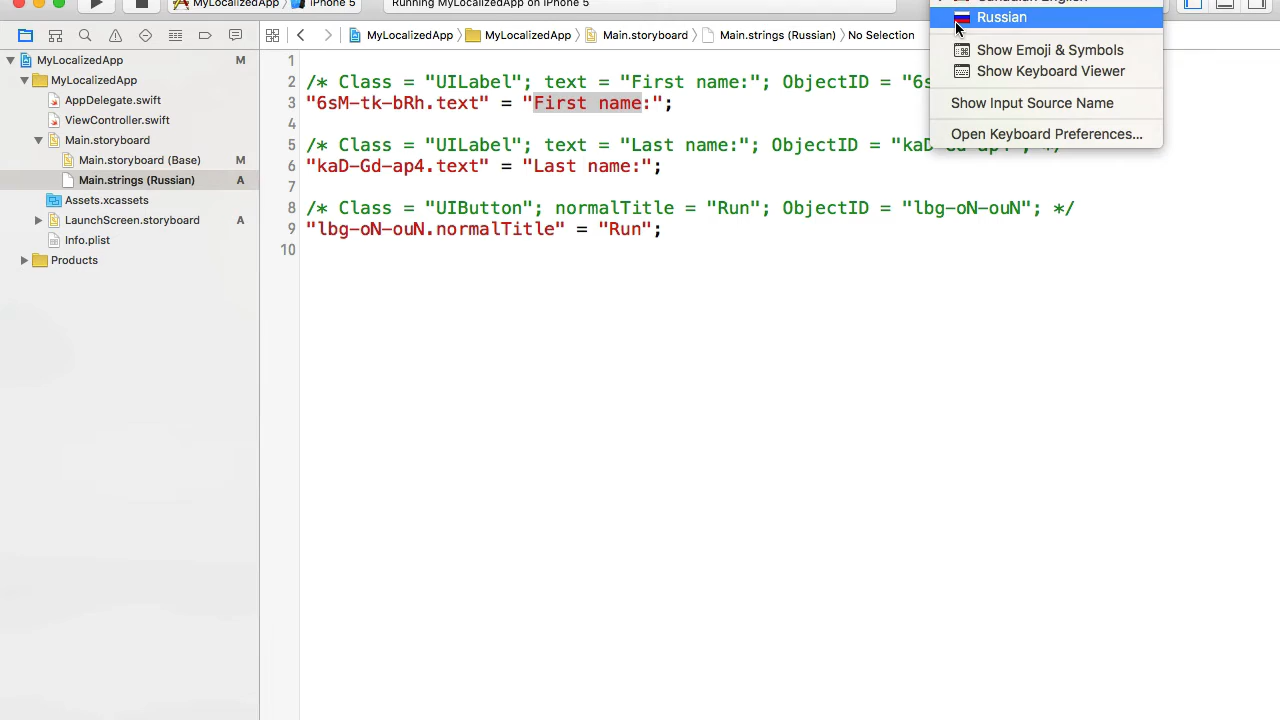 MyLocalizedApp iPhone 5 Running MyLocalizedApp on iPhone 5
Canadian English
Russian
Show Emoji & Symbols
Show Keyboard Viewer
Show Input Source Name
Open Keyboard Preferences...
MyLocalizedApp MyLocalizedApp Main.storyboard Main.strings (Russian) No Selection
MyLocalizedApp M
MyLocalizedApp
AppDelegate.swift
ViewController.swift
Main.storyboard
Main.storyboard (Base) M
Main.strings (Russian) A
Assets.xcassets
LaunchScreen.storyboard A
Info.plist
Products
1
2 /* Class = "UILabel"; text = "First name:"; ObjectID = "6s
3 "6sM-tk-bRh.text" = "First name:";
4
5 /* Class = "UILabel"; text = "Last name:"; ObjectID = "kaD-Gd-ap4"; */
6 "kaD-Gd-ap4.text" = "Last name:";
7
8 /* Class = "UIButton"; normalTitle = "Run"; ObjectID = "lbg-oN-ouN"; */
9 "lbg-oN-ouN.normalTitle" = "Run";
10